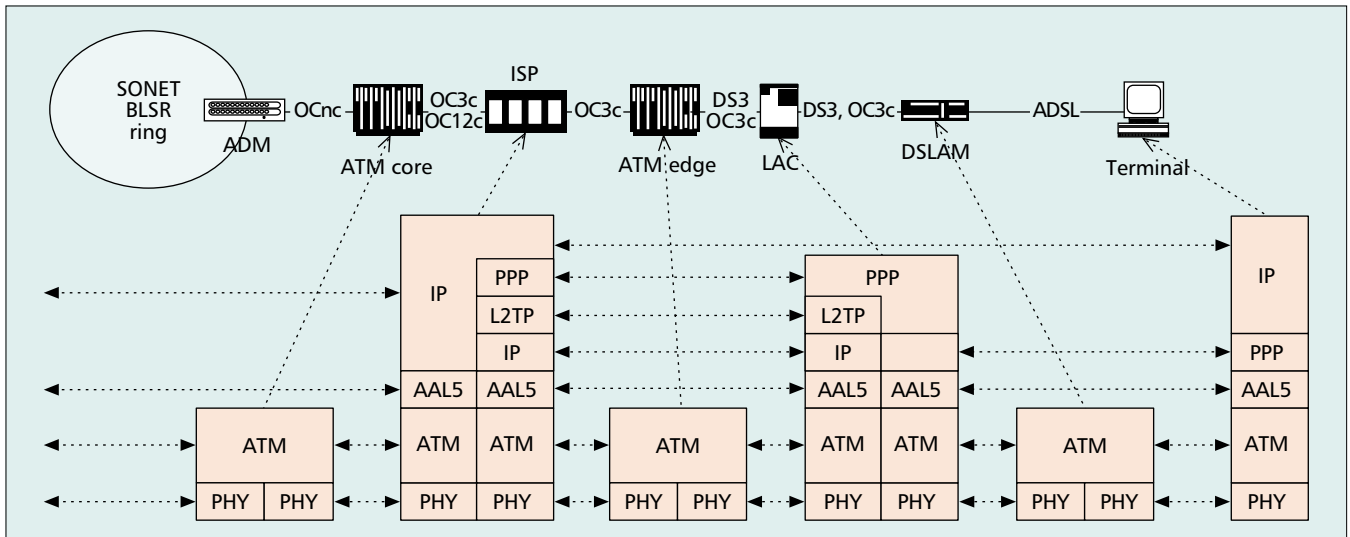 SONET
BLSR
ring
ADM
OCnc
ATM core
OC3c
OC12c
ISP
OC3c
ATM edge
DS3
OC3c
LAC
DS3, OC3c
DSLAM
ADSL
Terminal
IP
PPP
L2TP
IP
AAL5
AAL5
ATM
ATM
PHY
PHY
PPP
L2TP
IP
AAL5
AAL5
ATM
ATM
PHY
PHY
IP
PPP
AAL5
ATM
PHY
ATM
PHY
PHY
ATM
PHY
PHY
ATM
PHY
PHY